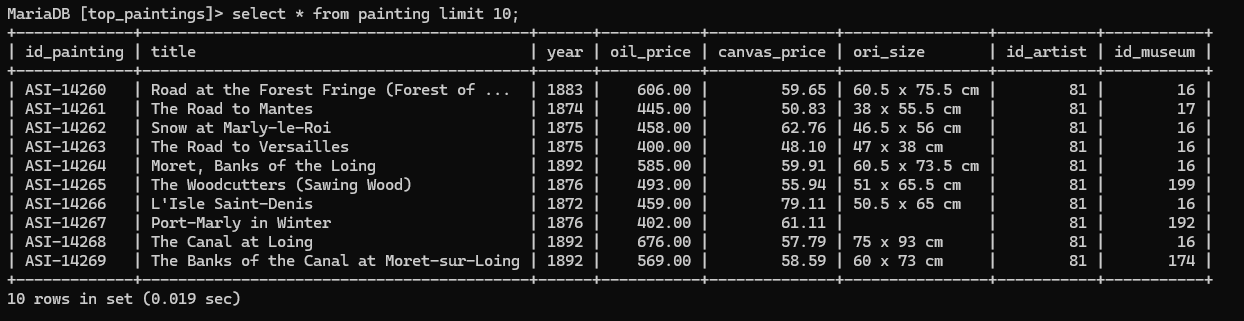 MariaDB [top_paintings]> select * from painting limit 10;
+-------------+------------------------------------------+------+-----------+--------------+----------------+-----------+-----------+
| id_painting | title                                    | year | oil_price | canvas_price | ori_size       | id_artist | id_museum |
+-------------+------------------------------------------+------+-----------+--------------+----------------+-----------+-----------+
| ASI-14260   | Road at the Forest Fringe (Forest of ... | 1883 |    606.00 |        59.65 | 60.5 x 75.5 cm |        81 |        16 |
| ASI-14261   | The Road to Mantes                       | 1874 |    445.00 |        50.83 | 38 x 55.5 cm   |        81 |        17 |
| ASI-14262   | Snow at Marly-le-Roi                     | 1875 |    458.00 |        62.76 | 46.5 x 56 cm   |        81 |        16 |
| ASI-14263   | The Road to Versailles                   | 1875 |    400.00 |        48.10 | 47 x 38 cm     |        81 |        16 |
| ASI-14264   | Moret, Banks of the Loing                | 1892 |    585.00 |        59.91 | 60.5 x 73.5 cm |        81 |        16 |
| ASI-14265   | The Woodcutters (Sawing Wood)            | 1876 |    493.00 |        55.94 | 51 x 65.5 cm   |        81 |       199 |
| ASI-14266   | L'Isle Saint-Denis                       | 1872 |    459.00 |        79.11 | 50.5 x 65 cm   |        81 |        16 |
| ASI-14267   | Port-Marly in Winter                     | 1876 |    402.00 |        61.11 |                |        81 |       192 |
| ASI-14268   | The Canal at Loing                       | 1892 |    676.00 |        57.79 | 75 x 93 cm     |        81 |        16 |
| ASI-14269   | The Banks of the Canal at Moret-sur-Loing | 1892 |    569.00 |        58.59 | 60 x 73 cm     |        81 |       174 |
+-------------+------------------------------------------+------+-----------+--------------+----------------+-----------+-----------+
10 rows in set (0.019 sec)